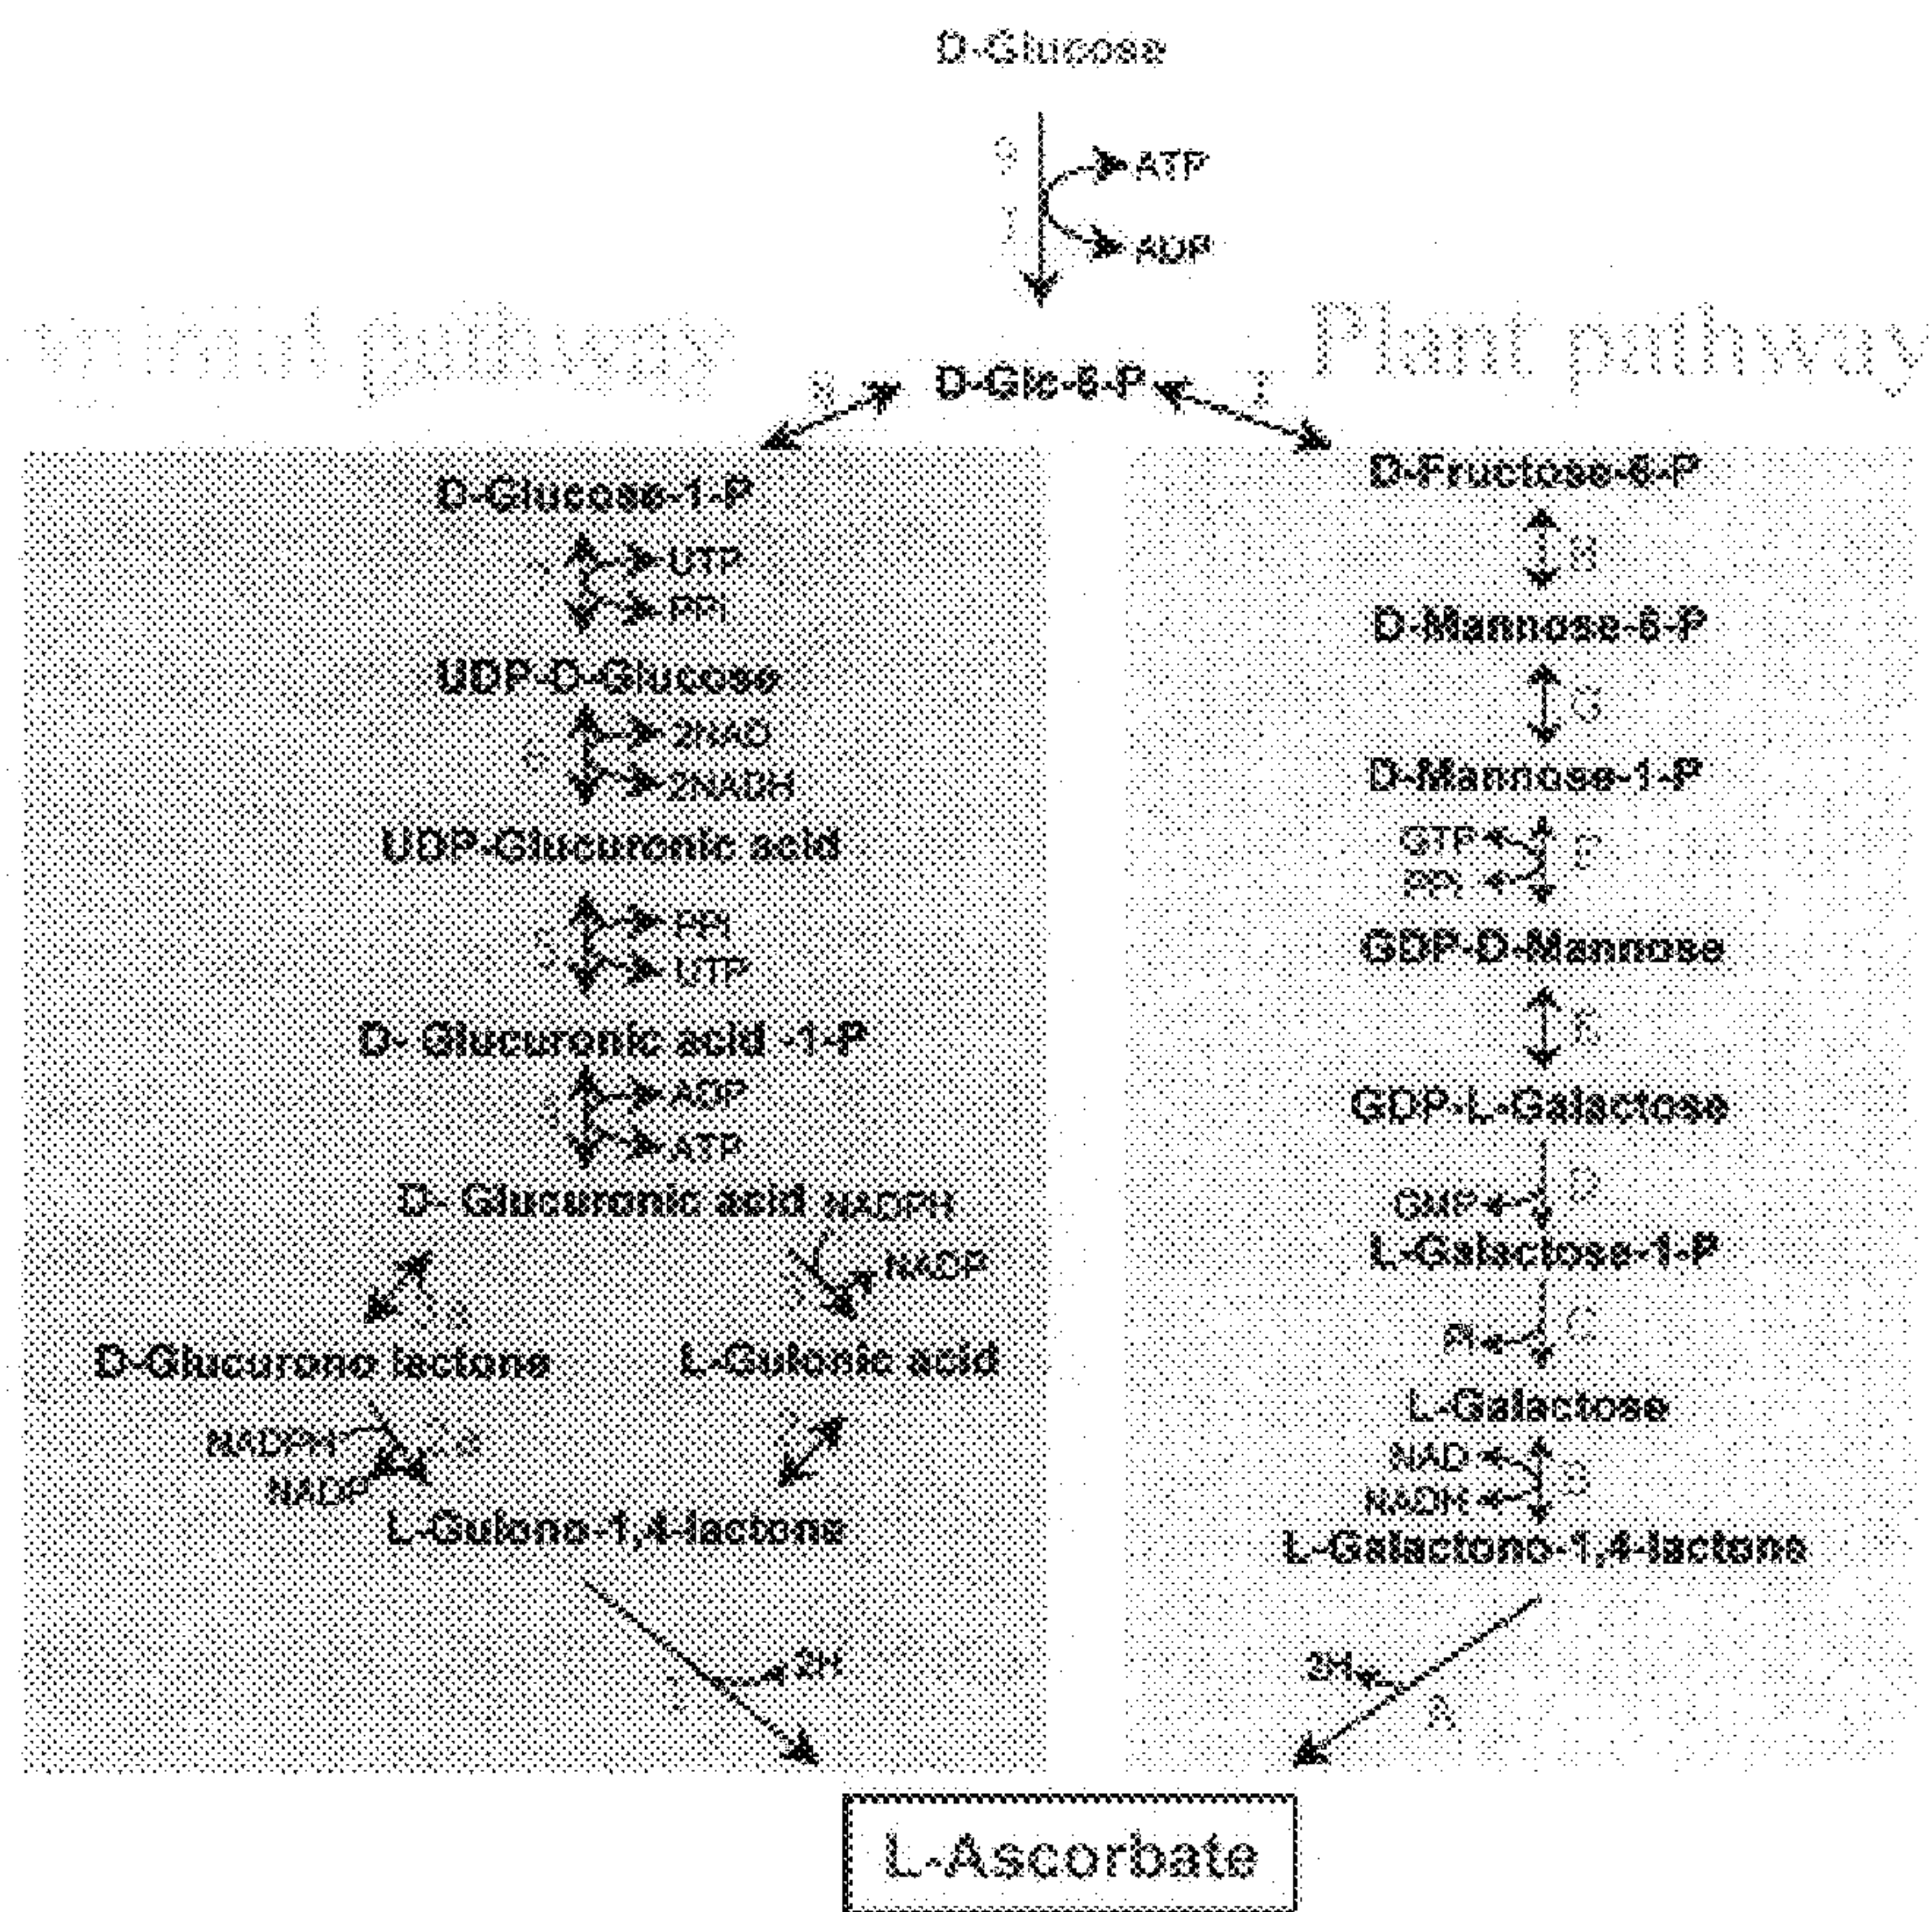 D-Glucose
ATP
ADP
pathway
Plant pathway
D-Glc-6-P
I
D-Glucose-1-P
UTP
PPi
UDP-D-Glucose
2NAD
2NADH
UDP-Glucuronic acid
PPi
UTP
D- Glucuronic acid -1-P
ADP
ATP
D- Glucuronic acid
NADPH
NADP
D-Glucurono lactone
L-Gulonic acid
NADPH
NADP
L-Gulono-1,4-lactone
2H
D-Fructose-6-P
H
D-Mannose-6-P
G
D-Mannose-1-P
GTP
F
PPi
GDP-D-Mannose
E
GDP-L-Galactose
D
GMP
L-Galactose-1-P
C
Pi
L-Galactose
NAD
B
NADH
L-Galactono-1,4-lactone
2H
A
L-Ascorbate